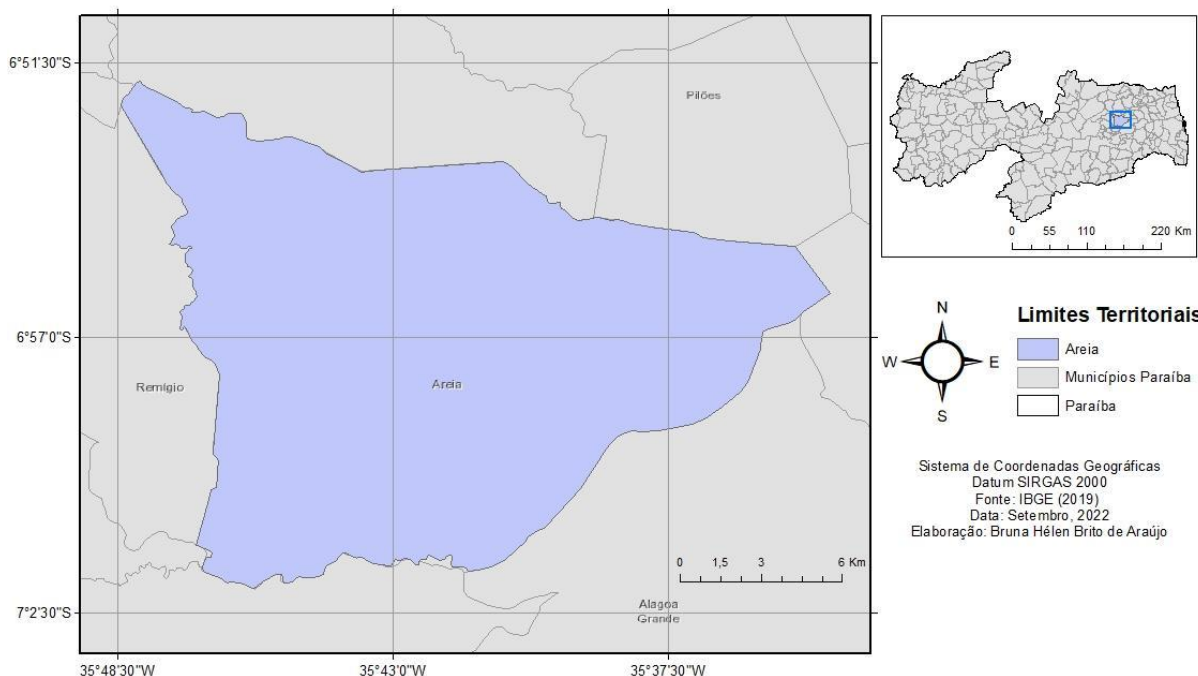 6°51'30"S
6°57'0"S
7°2'30"S
35°48'30"W
35°43'0"W
35°37'30"W
Pilões
Remígio
Areia
Alagoa
Grande
0 1,5 3 6 Km
0 55 110 220 Km
N
W E
S
Limites Territoriais
Areia
Municípios Paraíba
Paraíba
Sistema de Coordenadas Geográficas
Datum SIRGAS 2000
Fonte: IBGE (2019)
Data: Setembro, 2022
Elaboração: Bruna Hélen Brito de Araújo